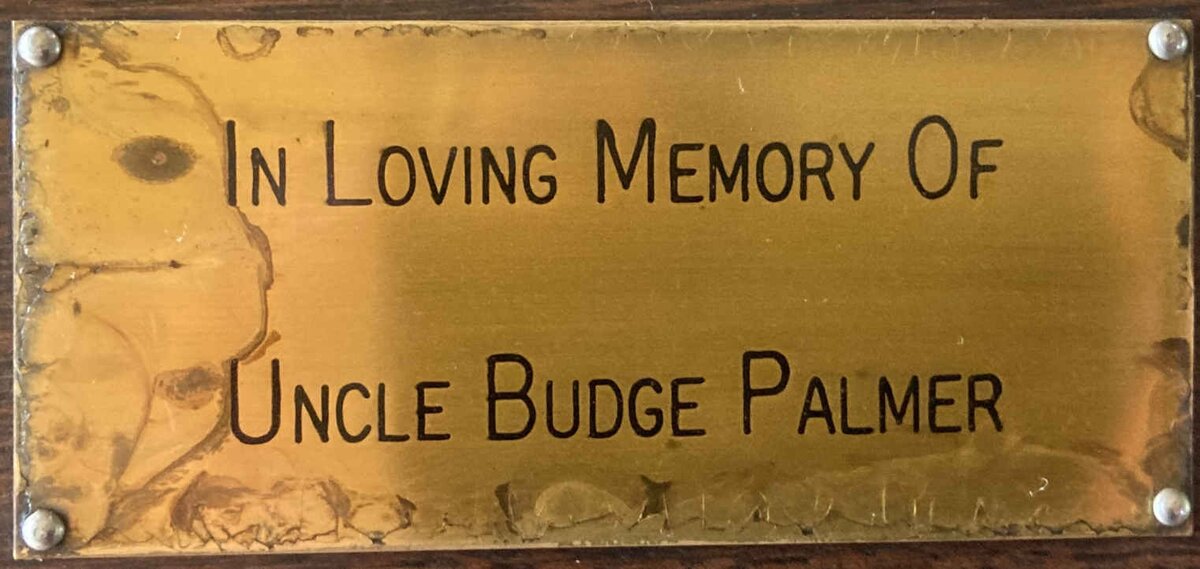 In Loving Memory Of
Uncle Budge Palmer